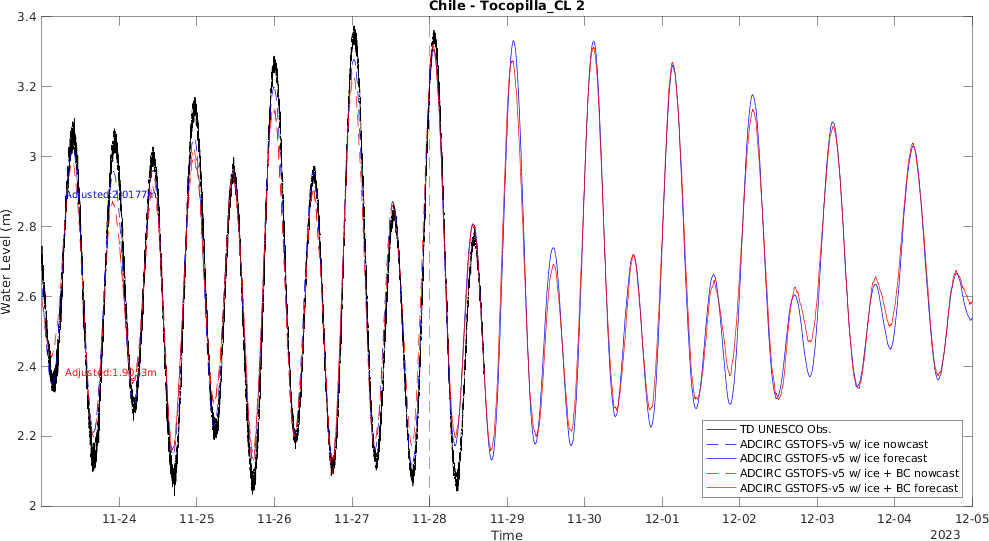 Chile - Tocopilla_CL 2
3.4
3.2
3
2.8
2.6
2.4
2.2
2
Water Level (m)
Adjusted:2.0177m
Adjusted:1.9053m
11-24
11-25
11-26
11-27
11-28
11-29
11-30
12-01
12-02
12-03
12-04
12-05
Time
2023
TD UNESCO Obs.
ADCIRC GSTOFS-v5 w/ ice nowcast
ADCIRC GSTOFS-v5 w/ ice forecast
ADCIRC GSTOFS-v5 w/ ice + BC nowcast
ADCIRC GSTOFS-v5 w/ ice + BC forecast